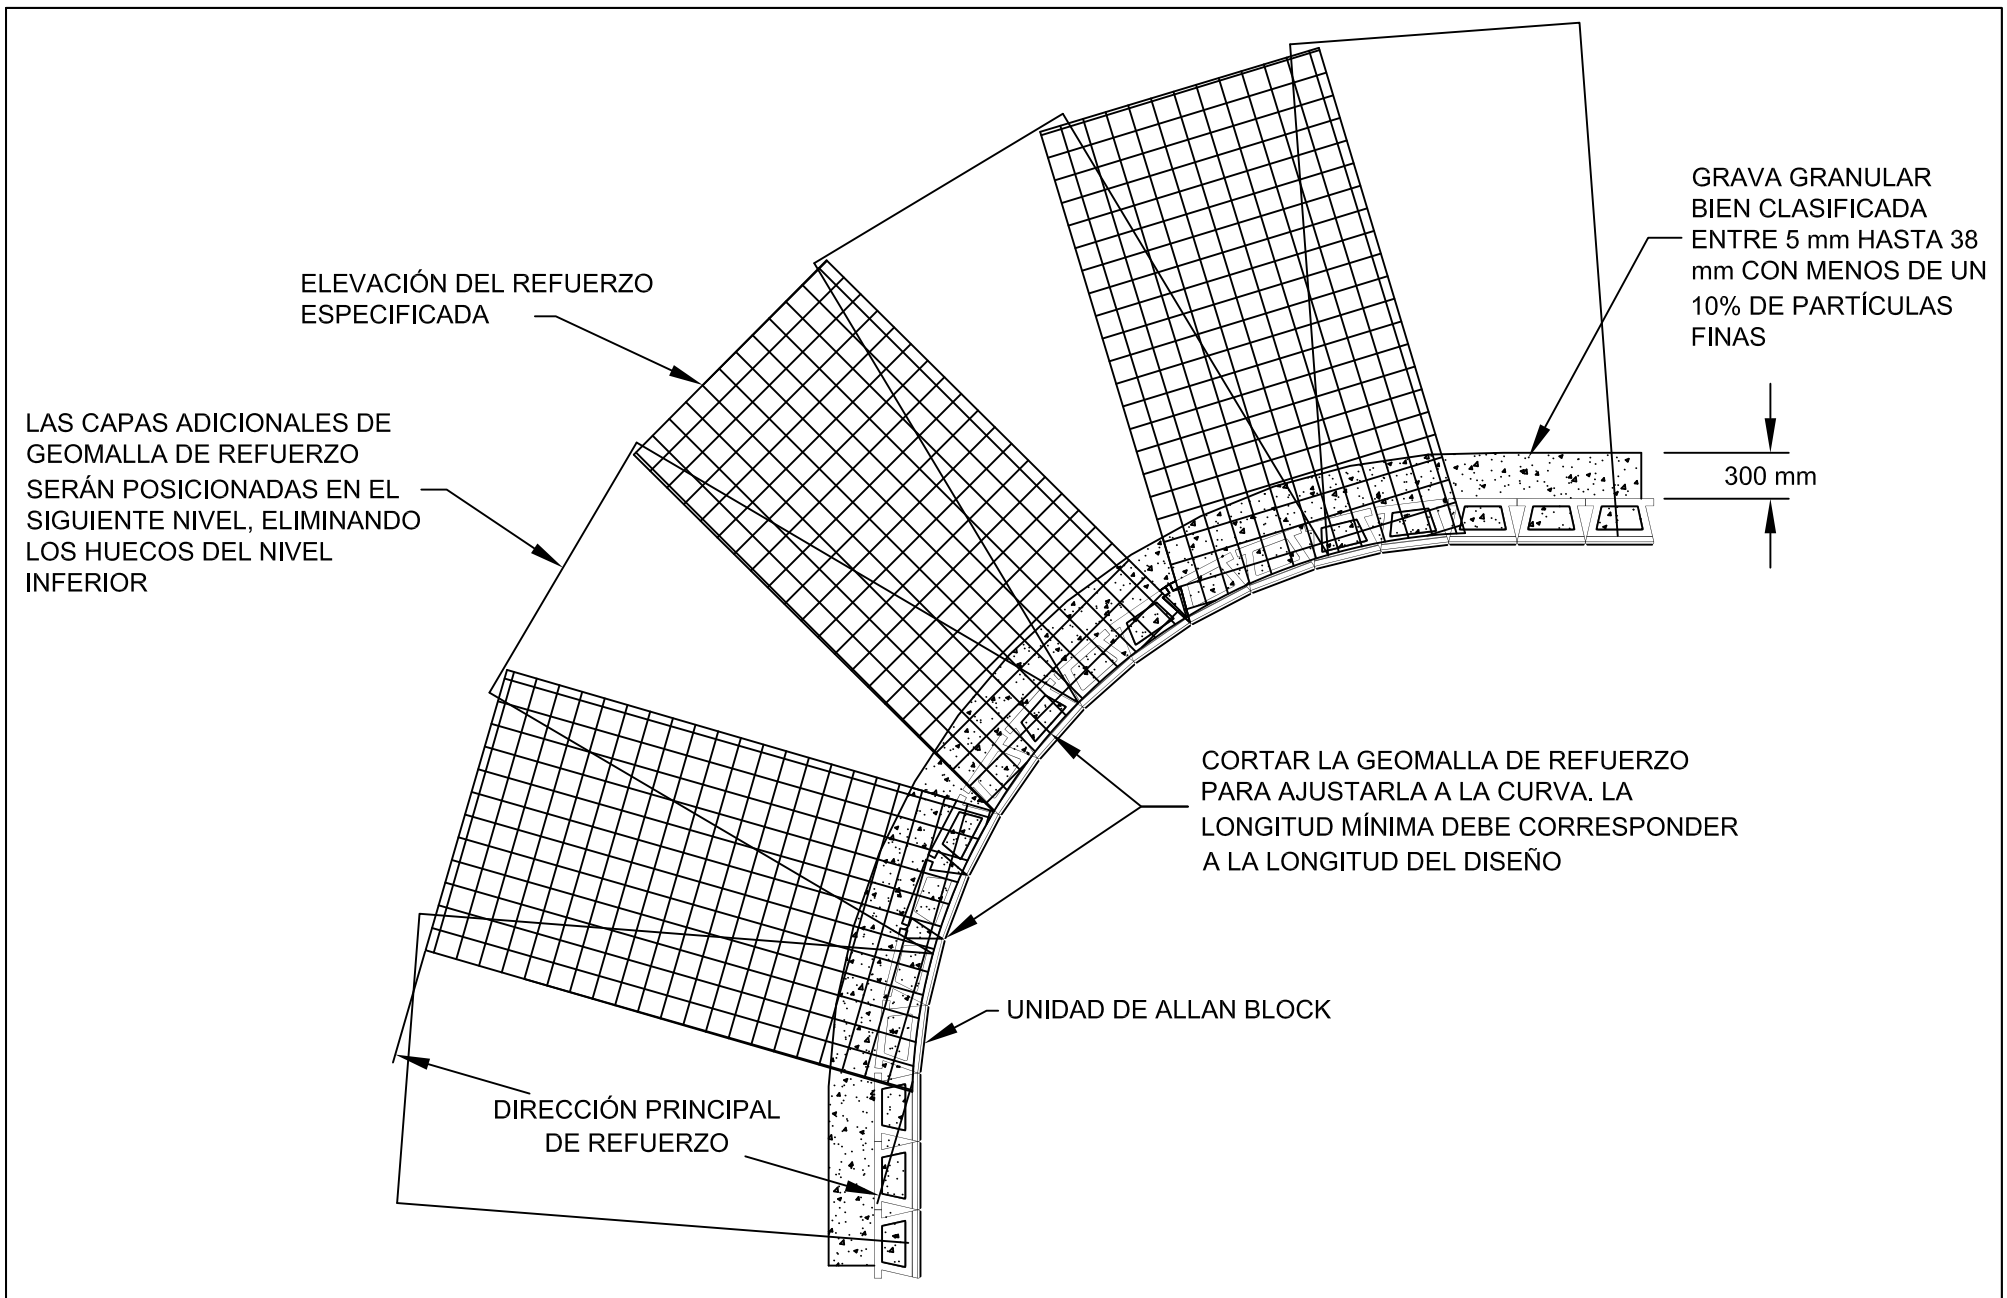 GRAVA GRANULAR
BIEN CLASIFICADA
ENTRE 5 mm HASTA 38
mm CON MENOS DE UN
10% DE PARTÍCULAS
FINAS
ELEVACIÓN DEL REFUERZO
ESPECIFICADA
LAS CAPAS ADICIONALES DE
GEOMALLA DE REFUERZO
SERÁN POSICIONADAS EN EL
SIGUIENTE NIVEL, ELIMINANDO
LOS HUECOS DEL NIVEL
INFERIOR
300 mm
CORTAR LA GEOMALLA DE REFUERZO
PARA AJUSTARLA A LA CURVA. LA
LONGITUD MÍNIMA DEBE CORRESPONDER
A LA LONGITUD DEL DISEÑO
UNIDAD DE ALLAN BLOCK
DIRECCIÓN PRINCIPAL
DE REFUERZO